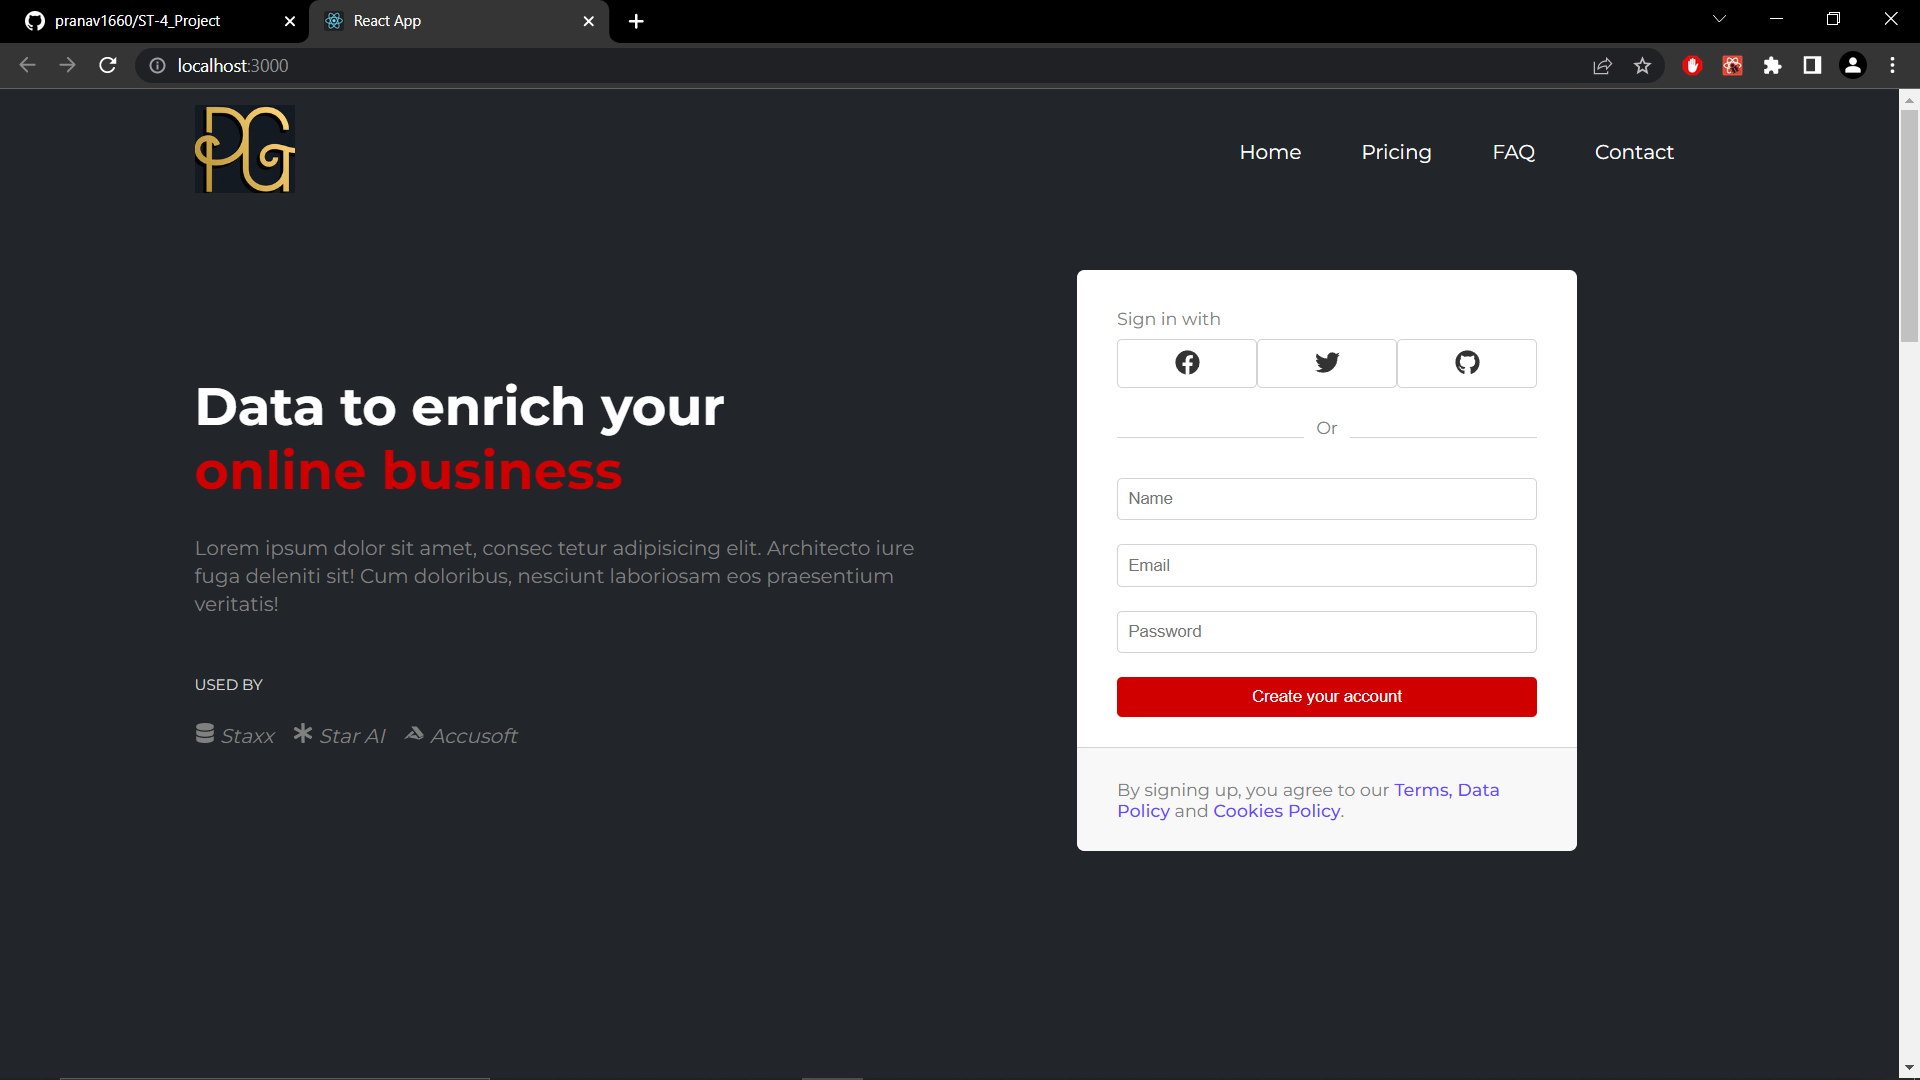 pranav1660/ST-4_Project
React App
localhost:3000
PG
Home Pricing FAQ Contact
Data to enrich your
online business
Lorem ipsum dolor sit amet, consec tetur adipisicing elit. Architecto iure
fuga deleniti sit! Cum doloribus, nesciunt laboriosam eos praesentium
veritatis!
USED BY
Staxx Star AI Accusoft
Sign in with
Or
Name
Email
Password
Create your account
By signing up, you agree to our Terms, Data
Policy and Cookies Policy.